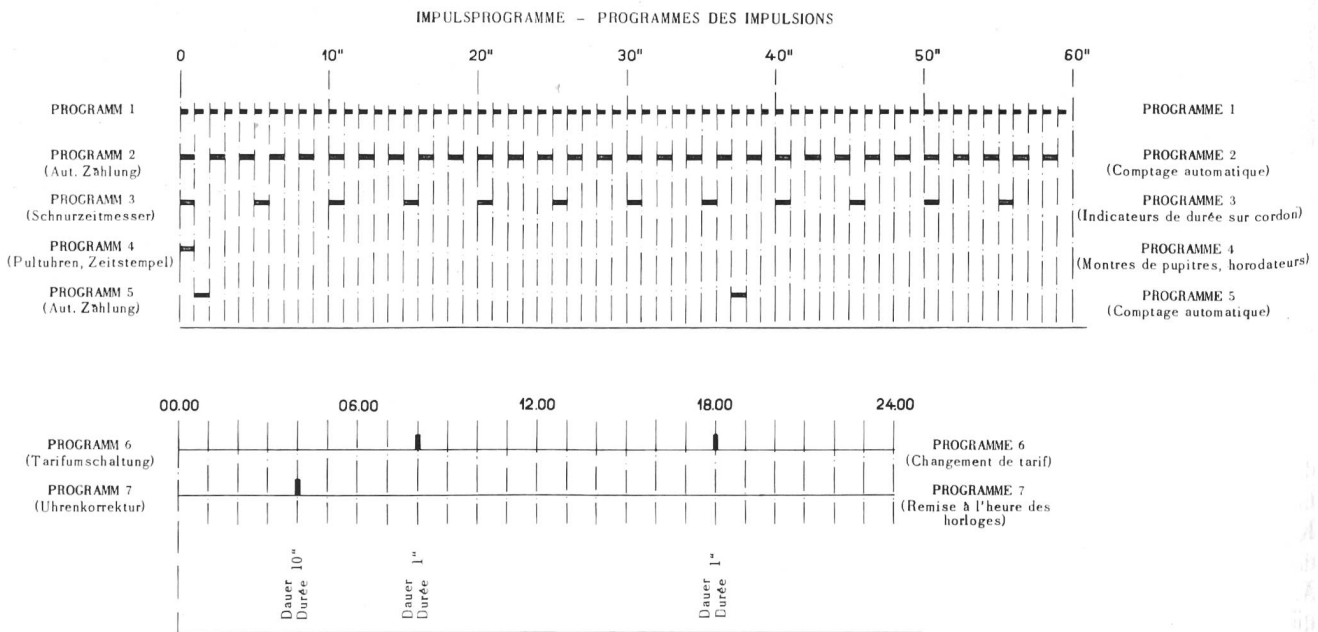 IMPULSPROGRAMME – PROGRAMMES DES IMPULSIONS
0 10" 20" 30" 40" 50" 60"
PROGRAMM 1 PROGRAMME 1
PROGRAMM 2 PROGRAMME 2
(Aut. Zählung) (Comptage automatique)
PROGRAMM 3 PROGRAMME 3
(Schnurzeitmesser) (Indicateurs de durée sur cordon)
PROGRAMM 4 PROGRAMME 4
(Pultuhren, Zeitstempel) (Montres de pupitres, horodateurs)
PROGRAMM 5 PROGRAMME 5
(Aut. Zählung) (Comptage automatique)
00.00 06.00 12.00 18.00 24.00
PROGRAMM 6 PROGRAMME 6
(Tarifumschaltung) (Changement de tarif)
PROGRAMM 7 PROGRAMME 7
(Uhrenkorrektur) (Remise à l'heure des
horloges)
Dauer 10"
Durée
Dauer 1"
Durée
Dauer 1"
Durée